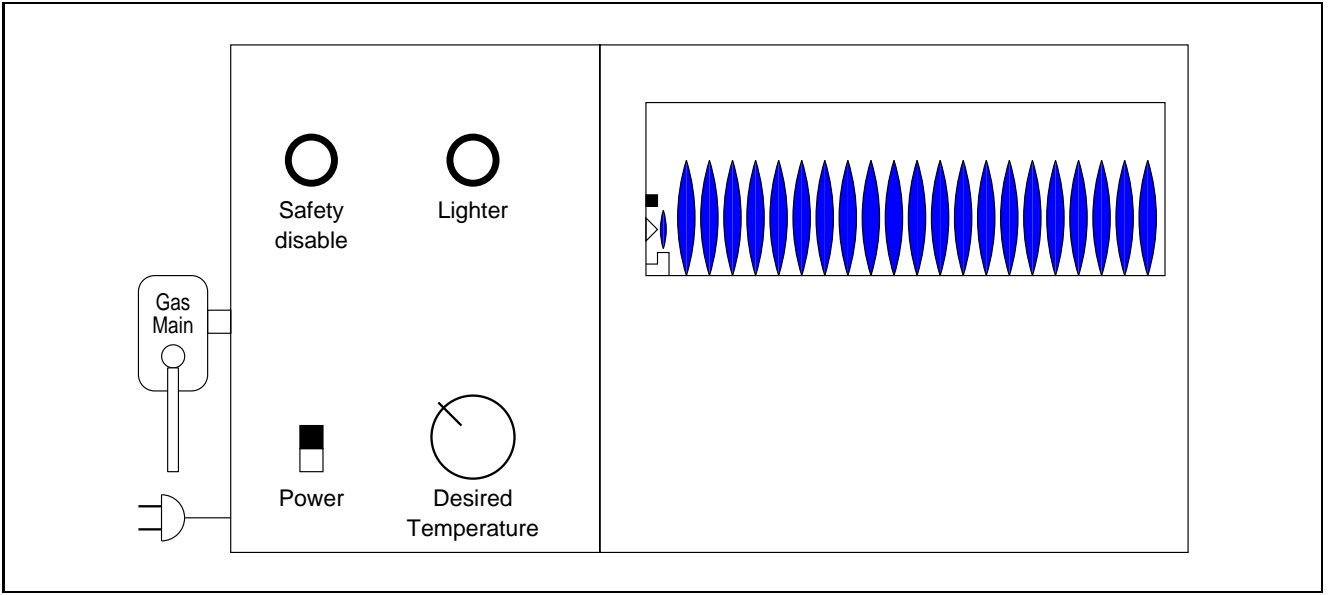 Safety
disable
Lighter
Gas
Main
Power
Desired
Temperature